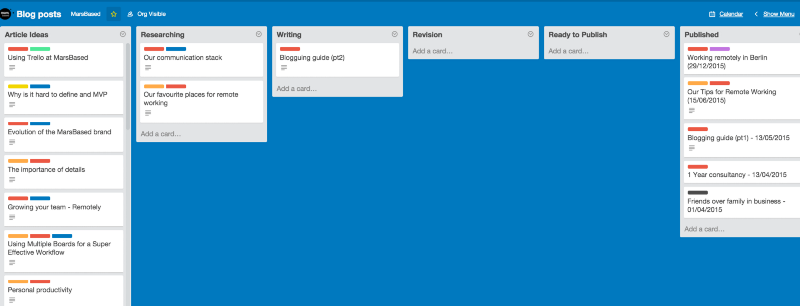 Blog posts MarsBased Org Visible Calendar Show Menu
Article Ideas
Using Trello at MarsBased
Why is it hard to define and MVP
Evolution of the MarsBased brand
The importance of details
Growing your team - Remotely
Using Multiple Boards for a Super
Effective Workflow
Personal productivity
Researching
Our communication stack
Our favourite places for remote
working
Add a card...
Writing
Blogguing guide (pt2)
Add a card...
Revision
Add a card...
Ready to Publish
Add a card...
Published
Working remotely in Berlin
(29/12/2015)
Our Tips for Remote Working
(15/06/2015)
Blogging guide (pt1) - 13/05/2015
1 Year consultancy - 13/04/2015
Friends over family in business -
01/04/2015
Add a card...